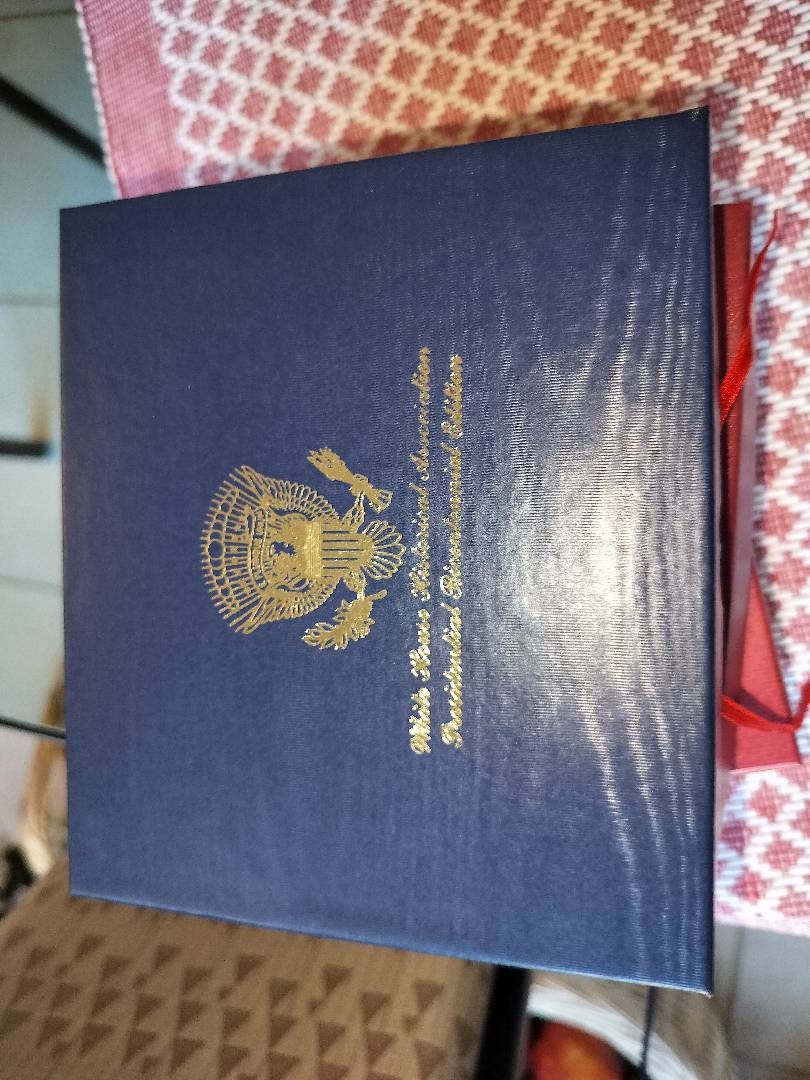 White House Historical Association
Presidential Bicentennial Edition